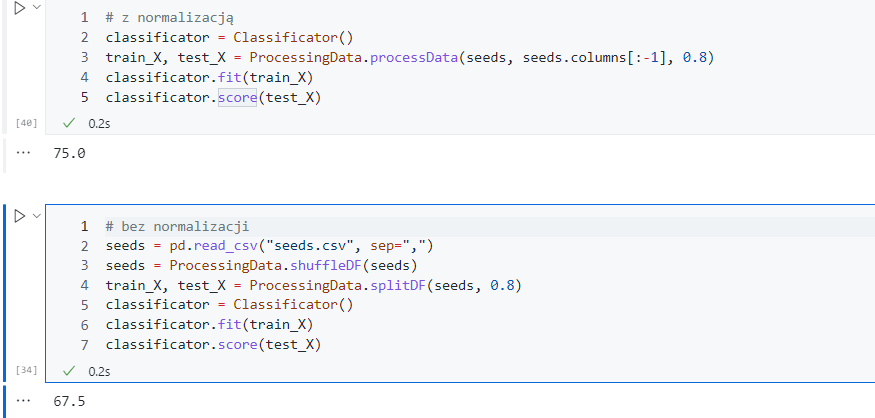 1 # z normalizacją
2 classificator = Classificator()
3 train_X, test_X = ProcessingData.processData(seeds, seeds.columns[:-1], 0.8)
4 classificator.fit(train_X)
5 classificator.score(test_X)
[40] 0.2s
... 75.0
1 # bez normalizacji
2 seeds = pd.read_csv("seeds.csv", sep=",")
3 seeds = ProcessingData.shuffleDF(seeds)
4 train_X, test_X = ProcessingData.splitDF(seeds, 0.8)
5 classificator = Classificator()
6 classificator.fit(train_X)
7 classificator.score(test_X)
[34] 0.2s
... 67.5